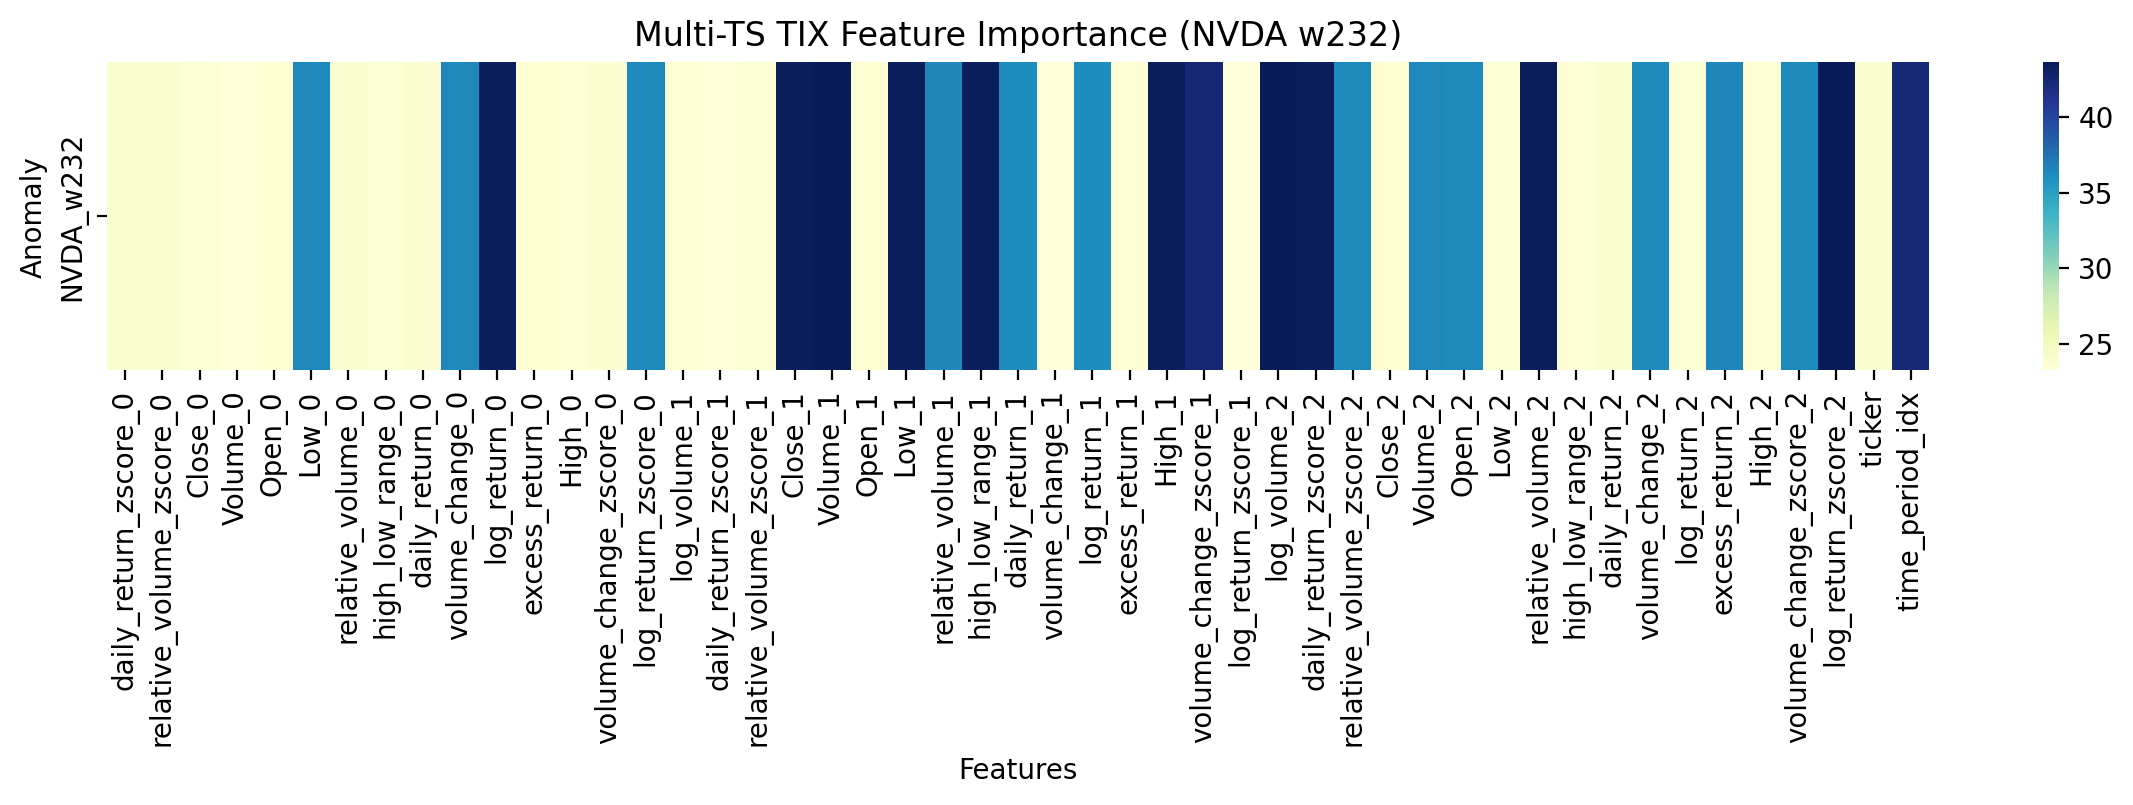 Multi-TS TIX Feature Importance (NVDA w232)
Anomaly
NVDA_w232
daily_return_zscore_0
relative_volume_zscore_0
Close_0
Volume_0
Open_0
Low_0
relative_volume_0
high_low_range_0
daily_return_0
volume_change_0
log_return_0
excess_return_0
High_0
volume_change_zscore_0
log_return_zscore_0
log_volume_1
daily_return_zscore_1
relative_volume_zscore_1
Close_1
Volume_1
Open_1
Low_1
relative_volume_1
high_low_range_1
daily_return_1
volume_change_1
log_return_1
excess_return_1
High_1
volume_change_zscore_1
log_return_zscore_1
log_volume_2
daily_return_zscore_2
relative_volume_zscore_2
Close_2
Volume_2
Open_2
Low_2
relative_volume_2
high_low_range_2
daily_return_2
volume_change_2
log_return_2
excess_return_2
High_2
volume_change_zscore_2
log_return_zscore_2
ticker
time_period_idx
Features
40
35
30
25